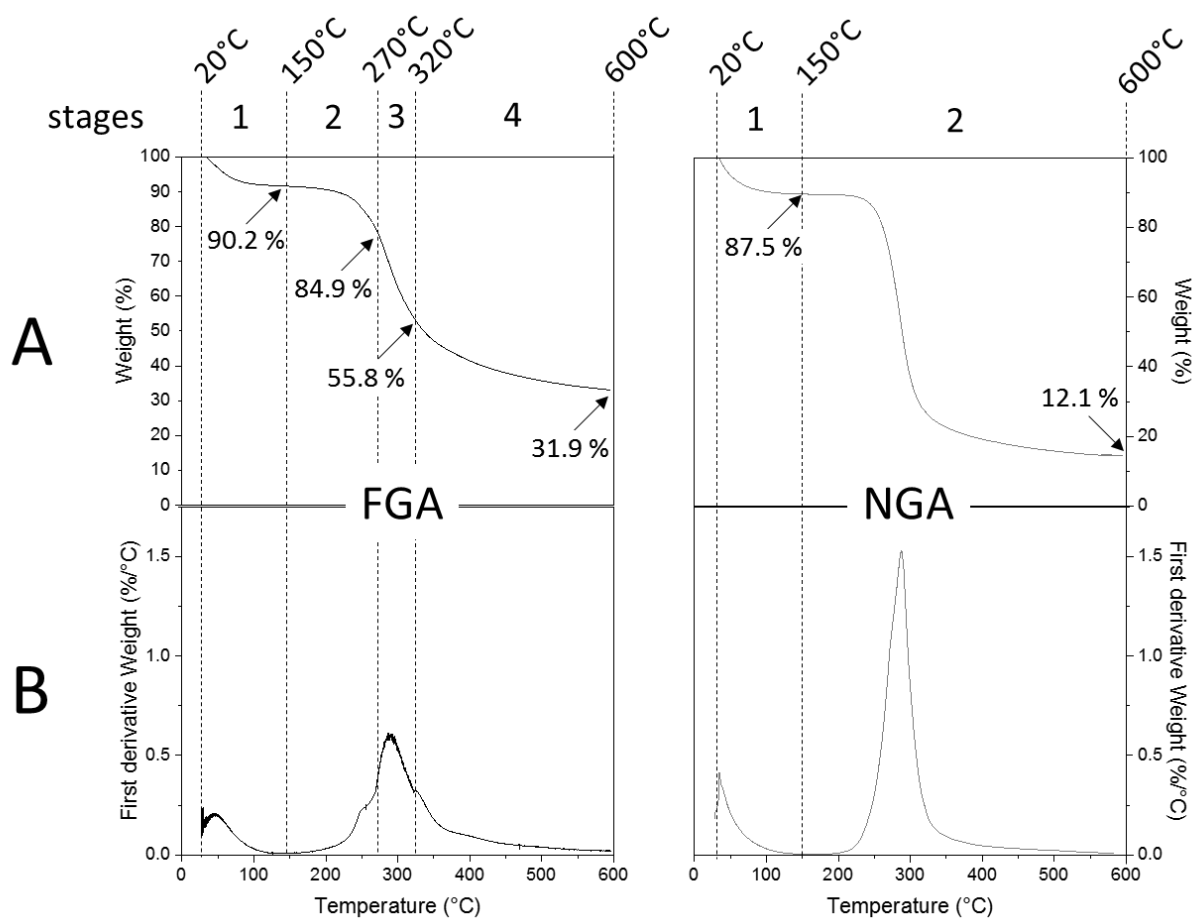 20°C 150°C 270°C 320°C 600°C 20°C 150°C 600°C
stages 1 2 3 4 1 2
A
Weight (%)
100
90
80
70
60
50
40
30
20
10
0
90.2 %
84.9 %
55.8 %
31.9 %
FGA
100
80
60
40
20
0
Weight (%)
87.5 %
12.1 %
NGA
B
First derivative Weight (%/°C)
1.5
1.0
0.5
0.0
0 100 200 300 400 500 600
Temperature (°C)
1.5
1.0
0.5
0.0
First derivative Weight (%/°C)
0 100 200 300 400 500 600
Temperature (°C)